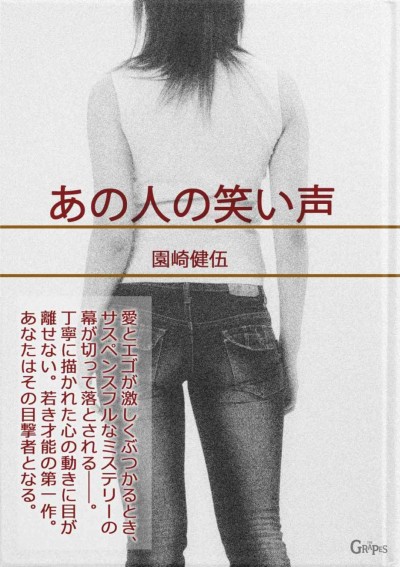 あの人の笑い声
園崎健伍
愛とエゴが激しくぶつかるとき、
サスペンスフルなミステリーの
幕が切って落とされる――。
丁寧に描かれた心の動きに目が
離せない。若き才能の第一作。
あなたはその目撃者となる。
THE GRAPES